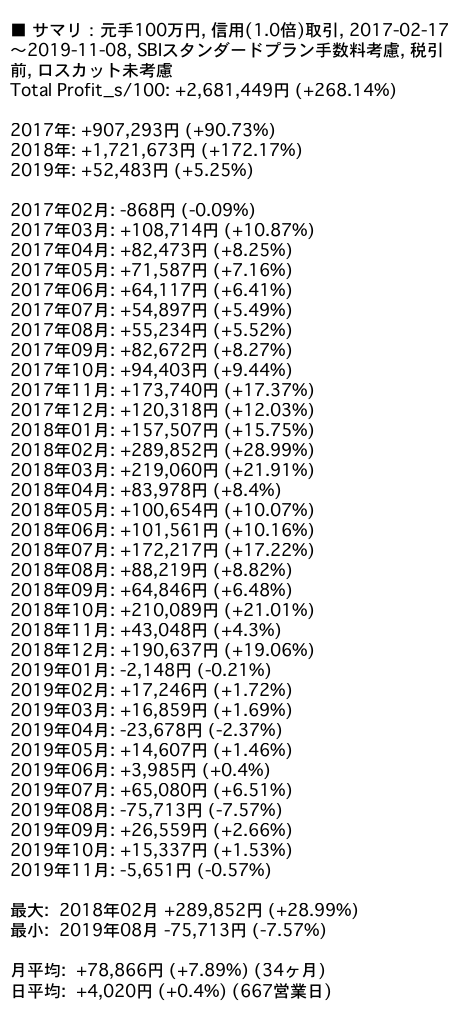 ■ サマリ：元手100万円, 信用(1.0倍)取引, 2017-02-17
～2019-11-08, SBIスタンダードプラン手数料考慮, 税引
前, ロスカット未考慮
Total Profit_s/100: +2,681,449円 (+268.14%)
2017年: +907,293円 (+90.73%)
2018年: +1,721,673円 (+172.17%)
2019年: +52,483円 (+5.25%)
2017年02月: -868円 (-0.09%)
2017年03月: +108,714円 (+10.87%)
2017年04月: +82,473円 (+8.25%)
2017年05月: +71,587円 (+7.16%)
2017年06月: +64,117円 (+6.41%)
2017年07月: +54,897円 (+5.49%)
2017年08月: +55,234円 (+5.52%)
2017年09月: +82,672円 (+8.27%)
2017年10月: +94,403円 (+9.44%)
2017年11月: +173,740円 (+17.37%)
2017年12月: +120,318円 (+12.03%)
2018年01月: +157,507円 (+15.75%)
2018年02月: +289,852円 (+28.99%)
2018年03月: +219,060円 (+21.91%)
2018年04月: +83,978円 (+8.4%)
2018年05月: +100,654円 (+10.07%)
2018年06月: +101,561円 (+10.16%)
2018年07月: +172,217円 (+17.22%)
2018年08月: +88,219円 (+8.82%)
2018年09月: +64,846円 (+6.48%)
2018年10月: +210,089円 (+21.01%)
2018年11月: +43,048円 (+4.3%)
2018年12月: +190,637円 (+19.06%)
2019年01月: -2,148円 (-0.21%)
2019年02月: +17,246円 (+1.72%)
2019年03月: +16,859円 (+1.69%)
2019年04月: -23,678円 (-2.37%)
2019年05月: +14,607円 (+1.46%)
2019年06月: +3,985円 (+0.4%)
2019年07月: +65,080円 (+6.51%)
2019年08月: -75,713円 (-7.57%)
2019年09月: +26,559円 (+2.66%)
2019年10月: +15,337円 (+1.53%)
2019年11月: -5,651円 (-0.57%)
最大: 2018年02月 +289,852円 (+28.99%)
最小: 2019年08月 -75,713円 (-7.57%)
月平均: +78,866円 (+7.89%) (34ヶ月)
日平均: +4,020円 (+0.4%) (667営業日)